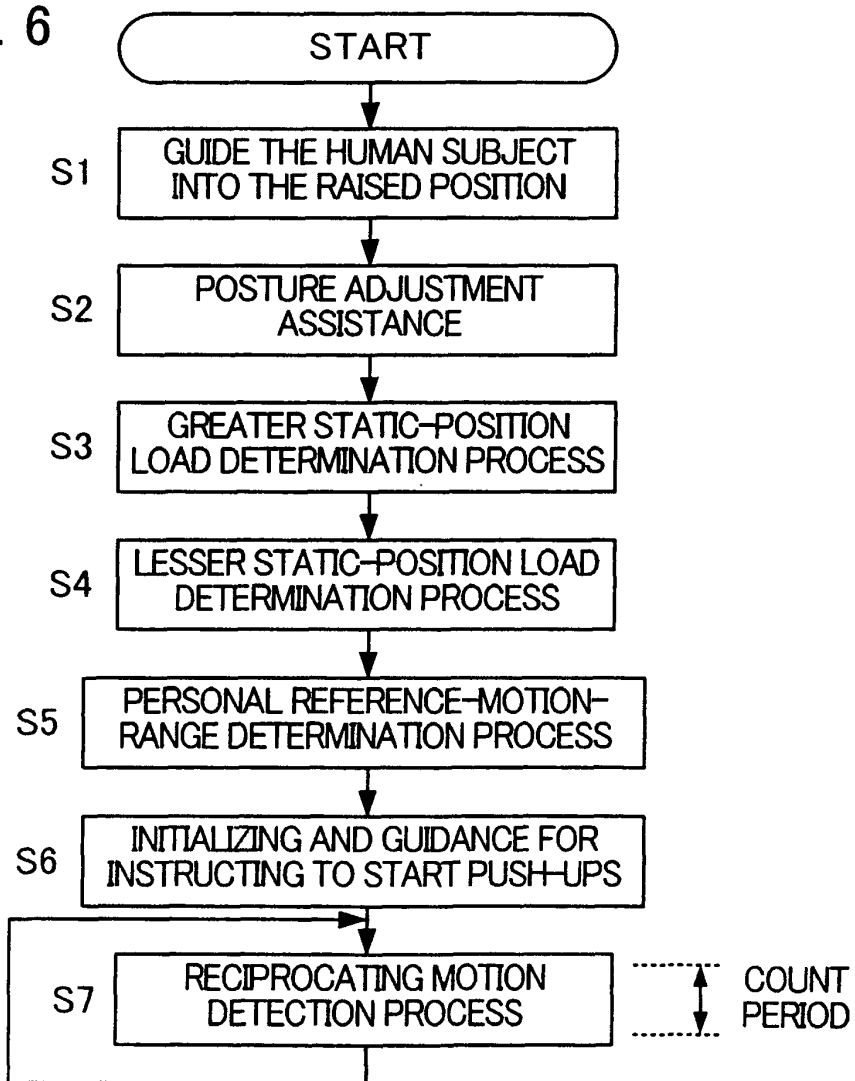 . 6
START
S1
GUIDE THE HUMAN SUBJECT
INTO THE RAISED POSITION
S2
POSTURE ADJUSTMENT
ASSISTANCE
S3
GREATER STATIC-POSITION
LOAD DETERMINATION PROCESS
S4
LESSER STATIC-POSITION LOAD
DETERMINATION PROCESS
S5
PERSONAL REFERENCE-MOTION-
RANGE DETERMINATION PROCESS
S6
INITIALIZING AND GUIDANCE FOR
INSTRUCTING TO START PUSH-UPS
S7
RECIPROCATING MOTION
DETECTION PROCESS
COUNT
PERIOD